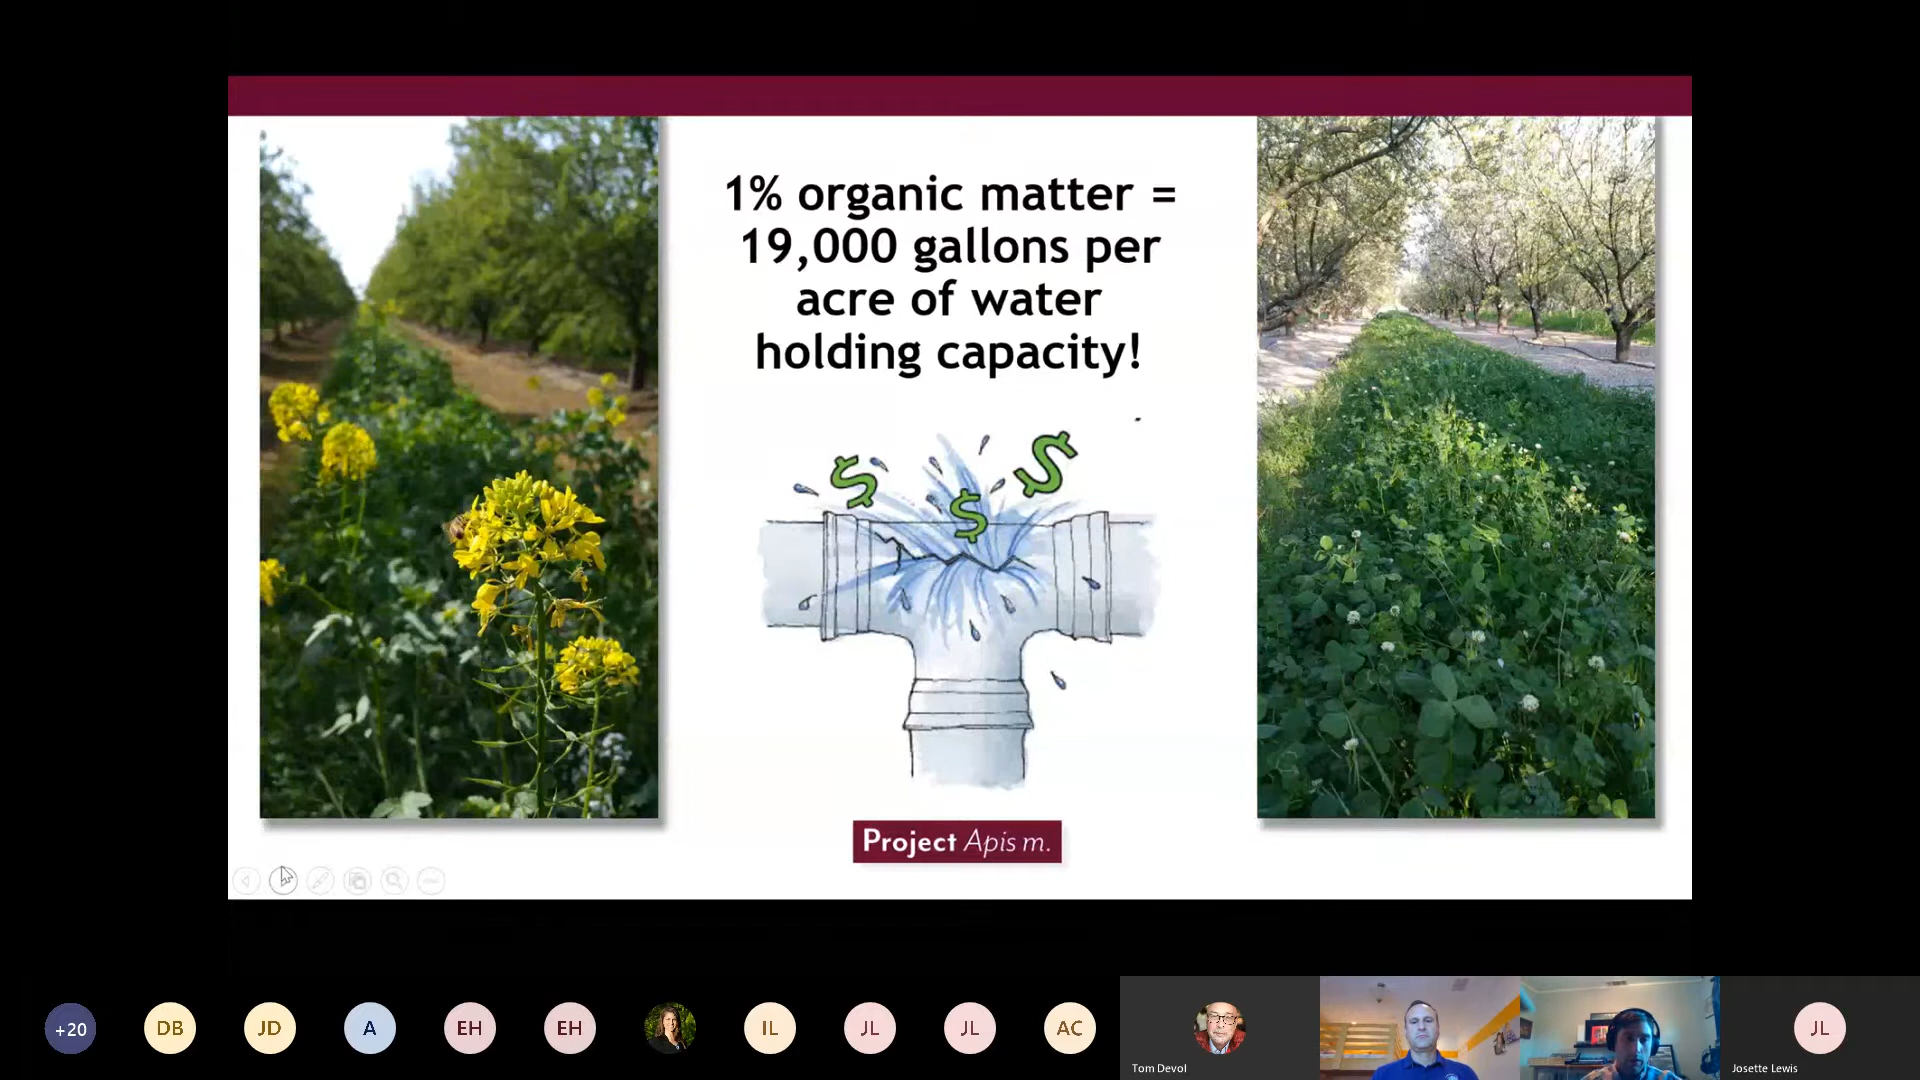 1% organic matter =
19,000 gallons per
acre of water
holding capacity!
$ $ $
Project Apis m.
+20
DB
JD
A
EH
EH
IL
JL
JL
AC
JL
Tom Devol
Josette Lewis